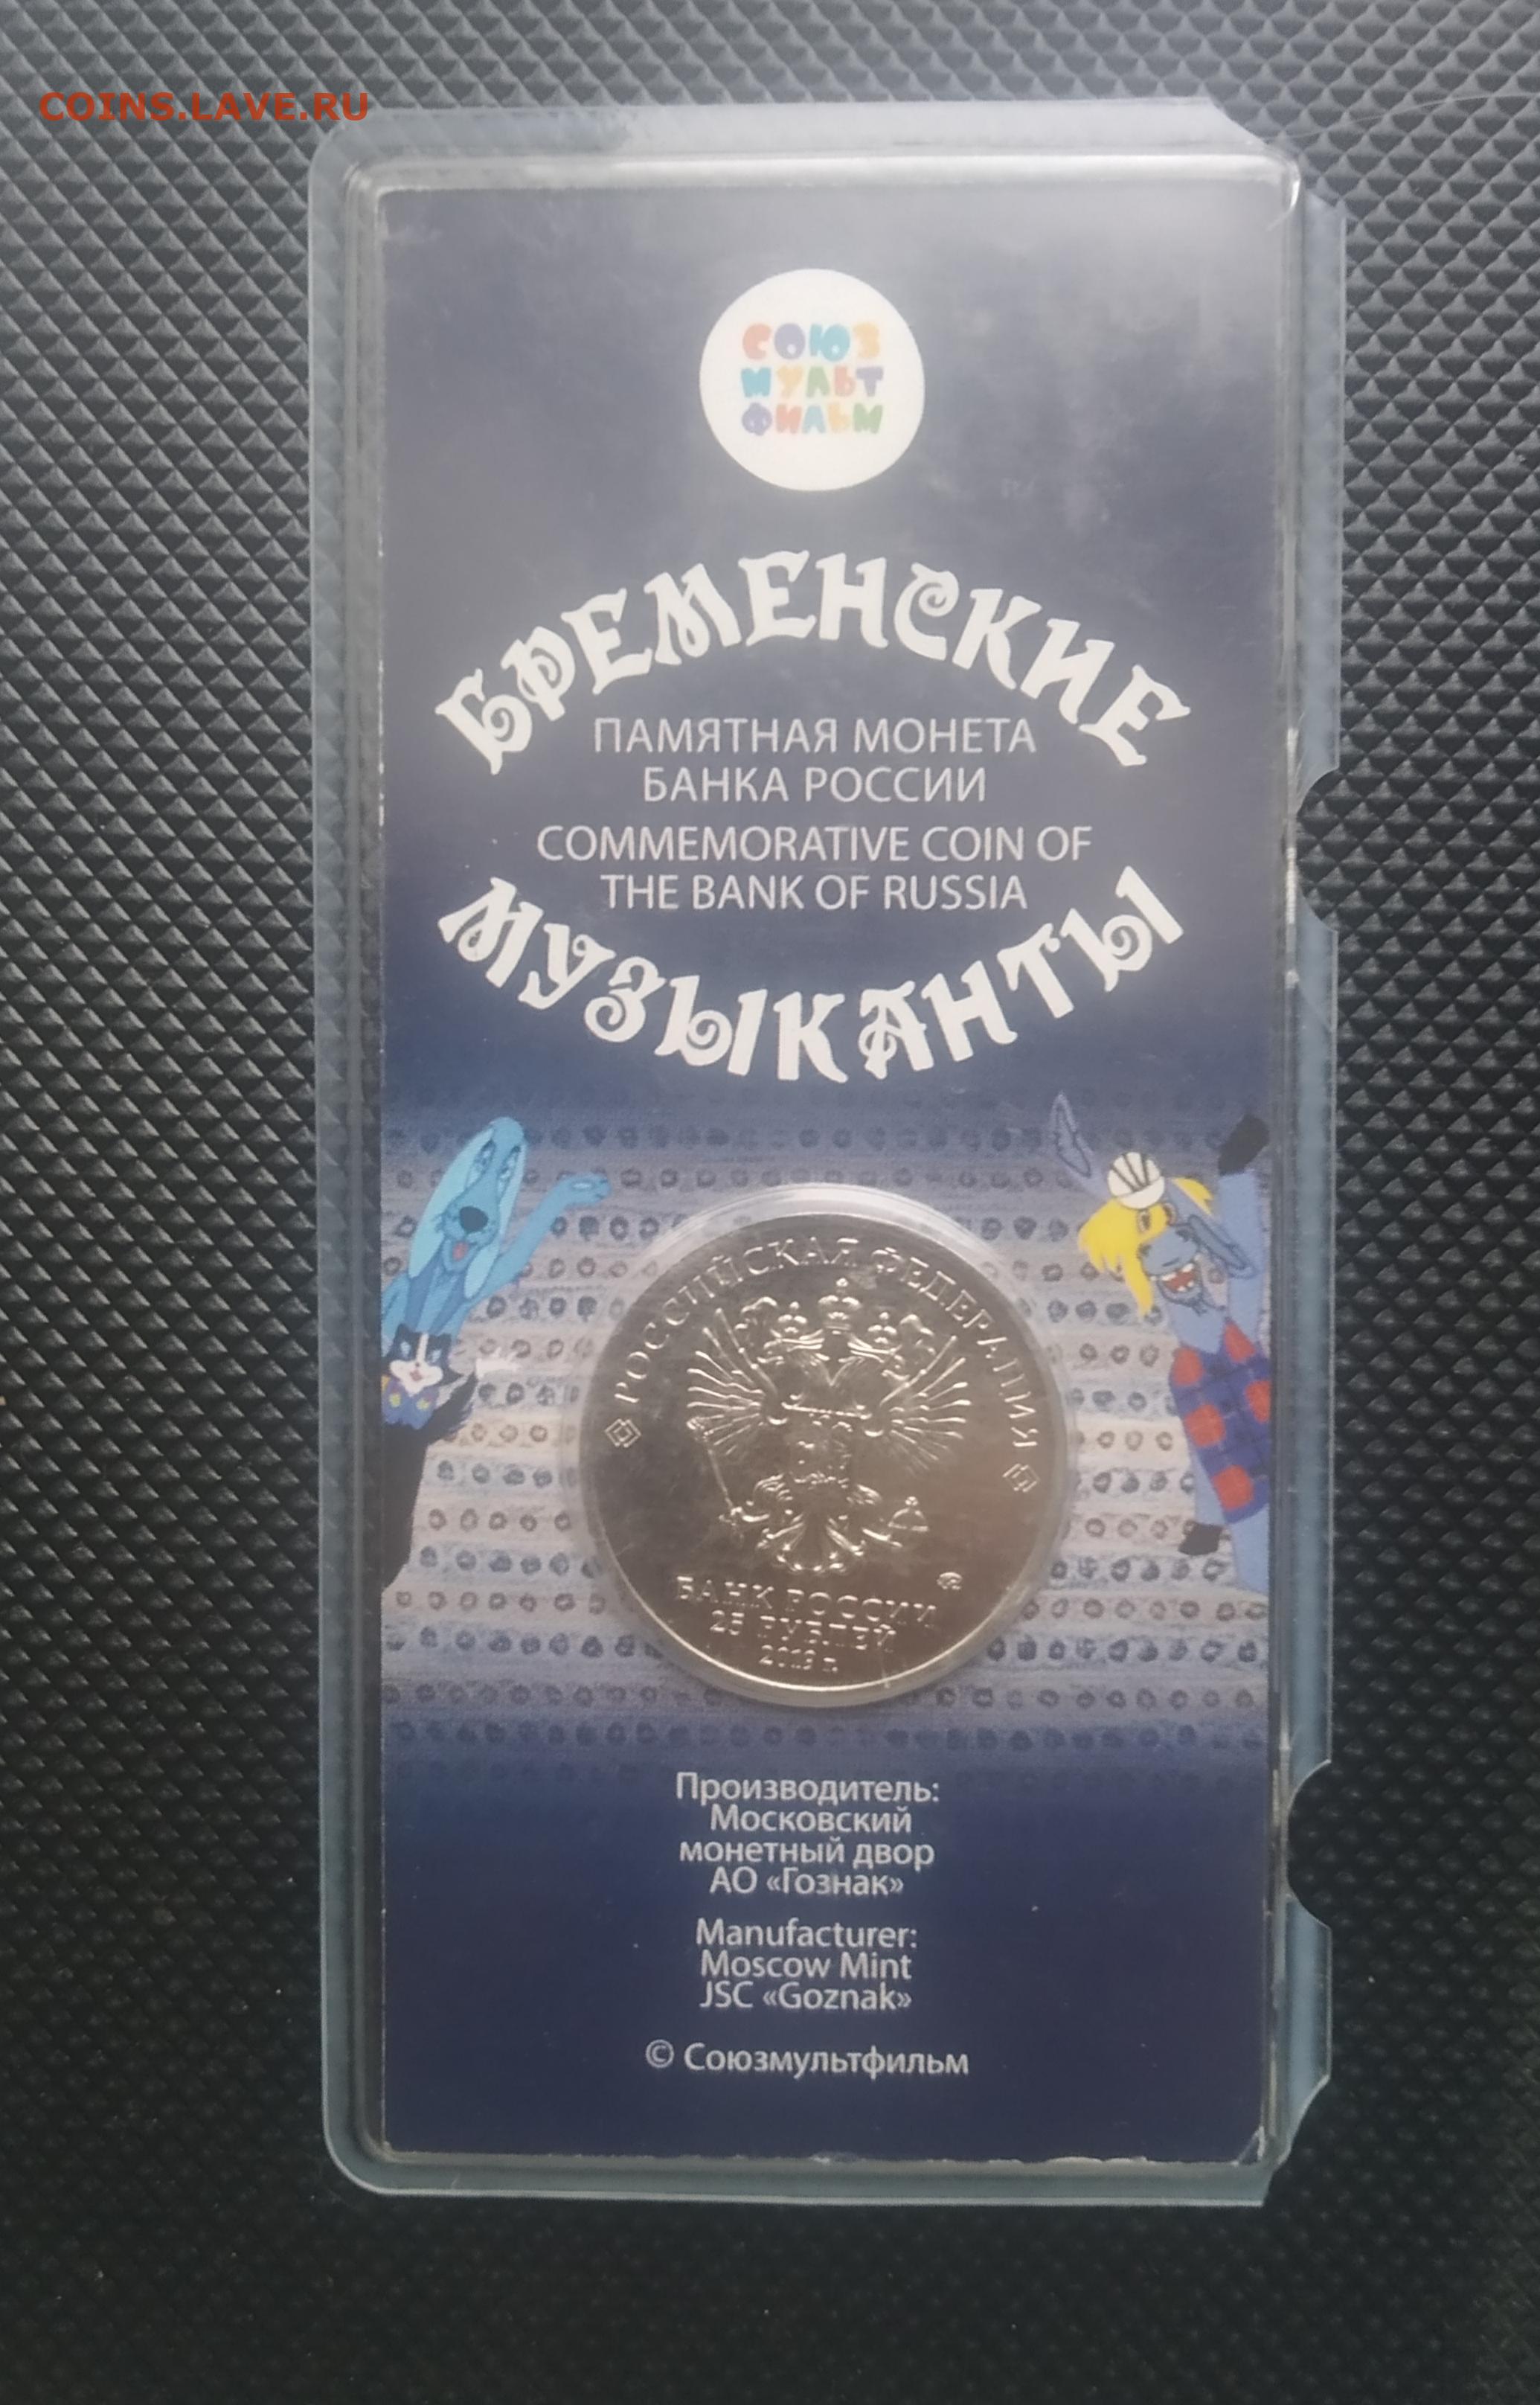 COINS.LAVE.RU
СОЮЗ
МУЛЬТ
ФИЛЬМ
БРЕМЕНСКИЕ
ПАМЯТНАЯ МОНЕТА
БАНКА РОССИИ
COMMEMORATIVE COIN OF
THE BANK OF RUSSIA
МУЗЫКАНТЫ
РОССИЙСКАЯ ФЕДЕРАЦИЯ
БАНК РОССИИ
25 РУБЛЕЙ
2019 г.
Производитель:
Московский
монетный двор
АО «Гознак»
Manufacturer:
Moscow Mint
JSC «Goznak»
© Союзмультфильм